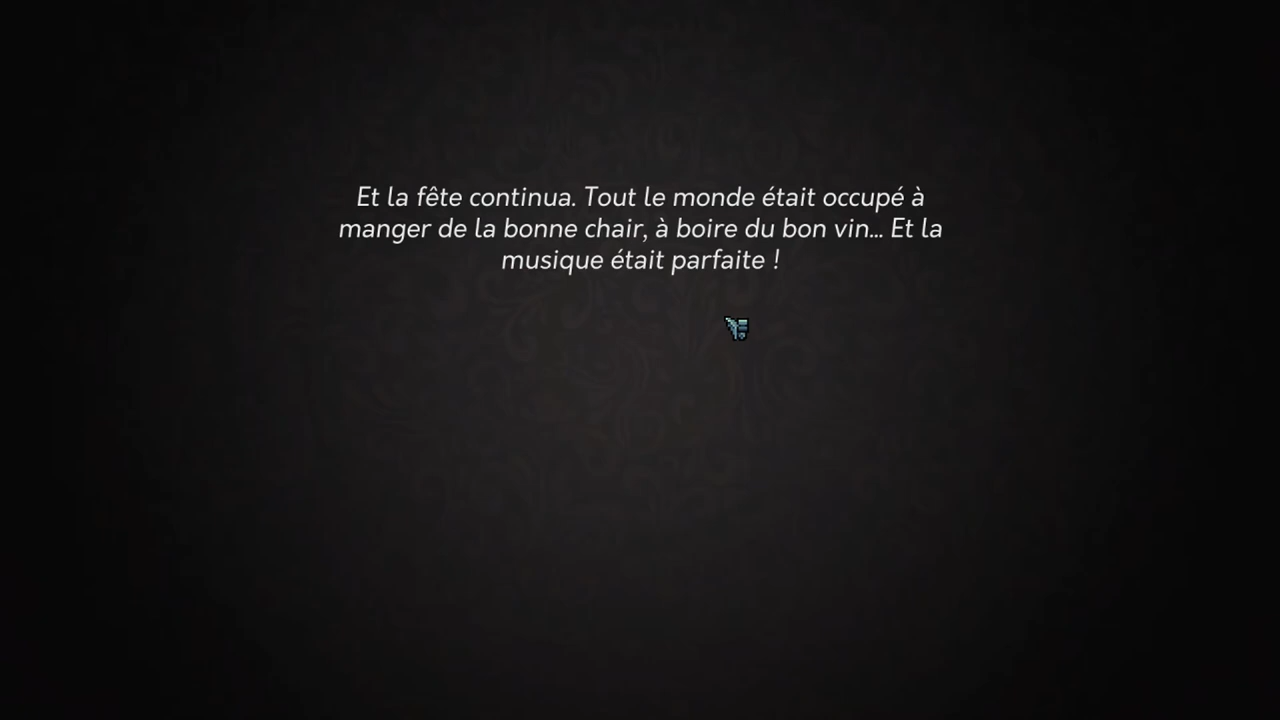 Et la fête continua. Tout le monde était occupé à
manger de la bonne chair, à boire du bon vin... Et la
musique était parfaite !